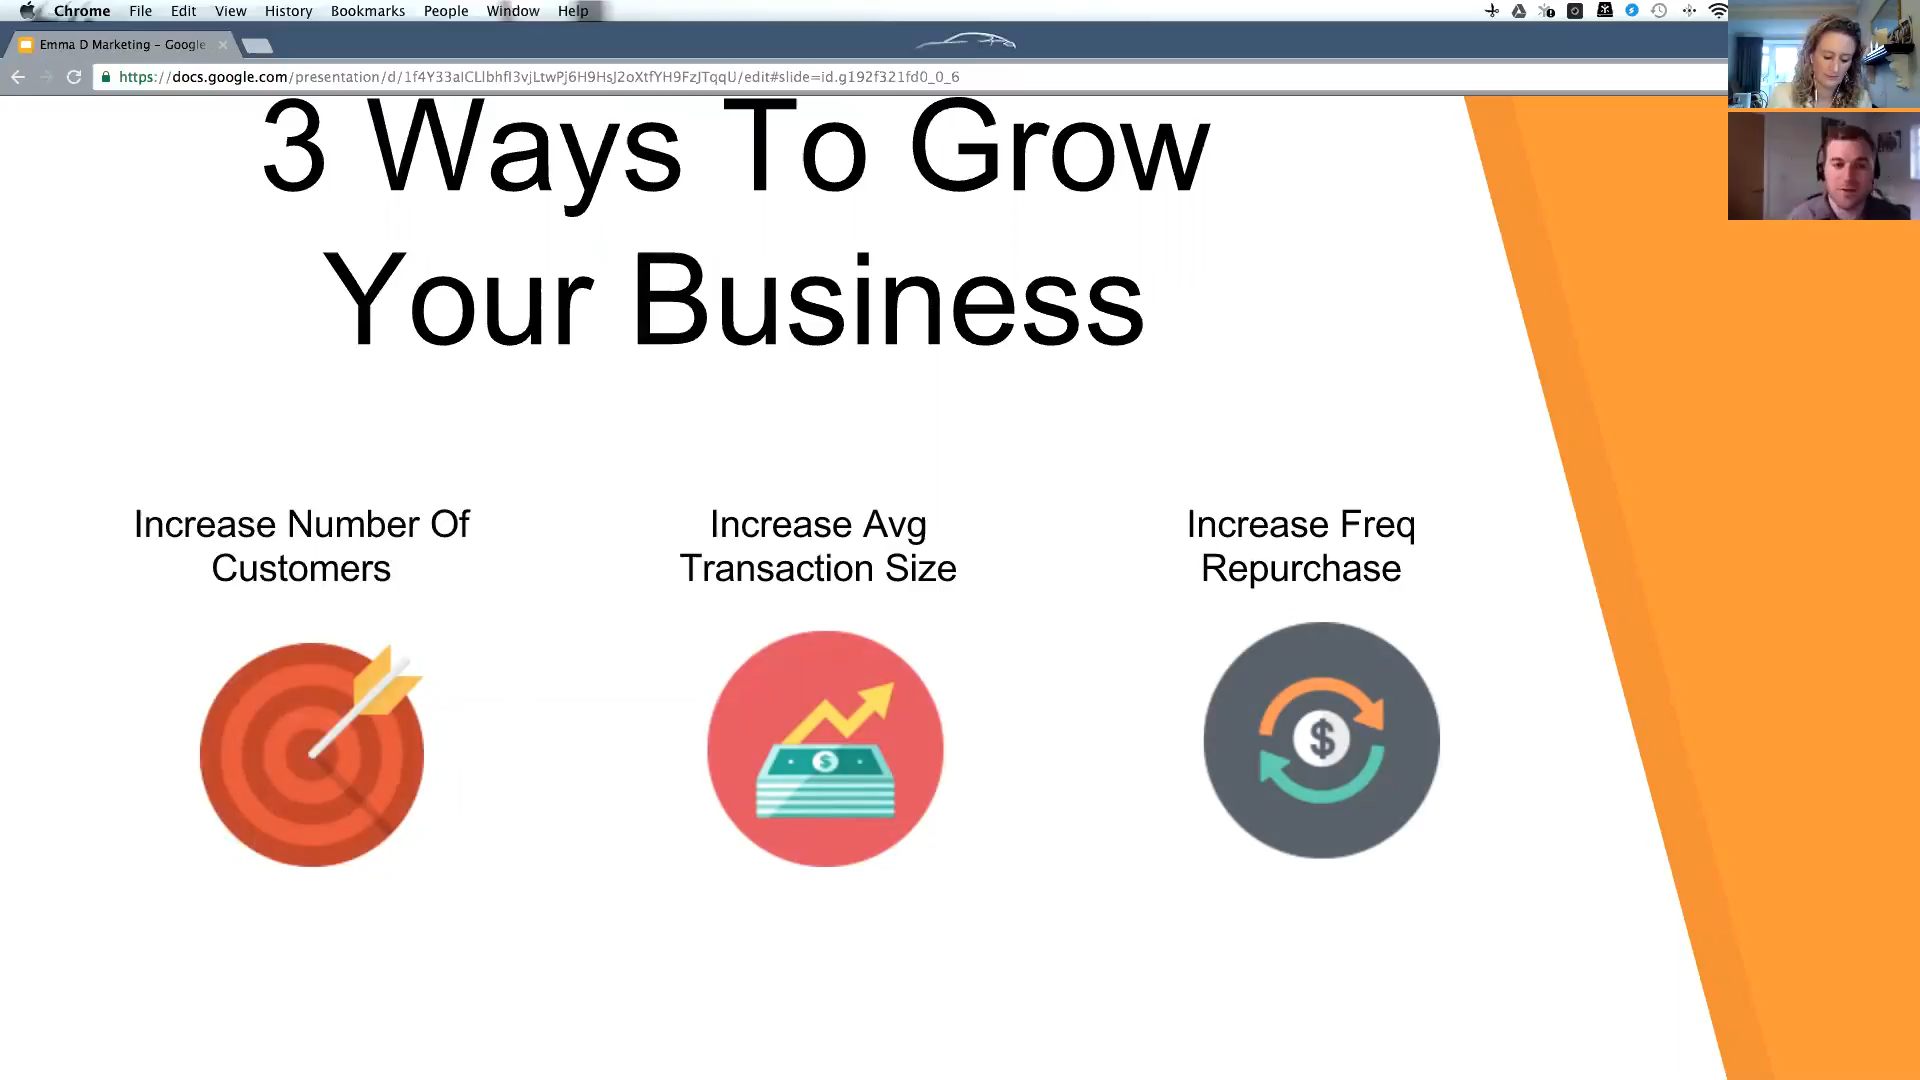 Chrome File Edit View History Bookmarks People Window Help
Emma D Marketing – Google
https://docs.google.com/presentation/d/1f4Y33alCLlbhfI3vjLtwPj6H9HsJ2oXtfYH9FzJTqqU/edit#slide=id.g192f321fd0_0_6
3 Ways To Grow
Your Business
Increase Number Of
Customers
Increase Avg
Transaction Size
Increase Freq
Repurchase
$
$